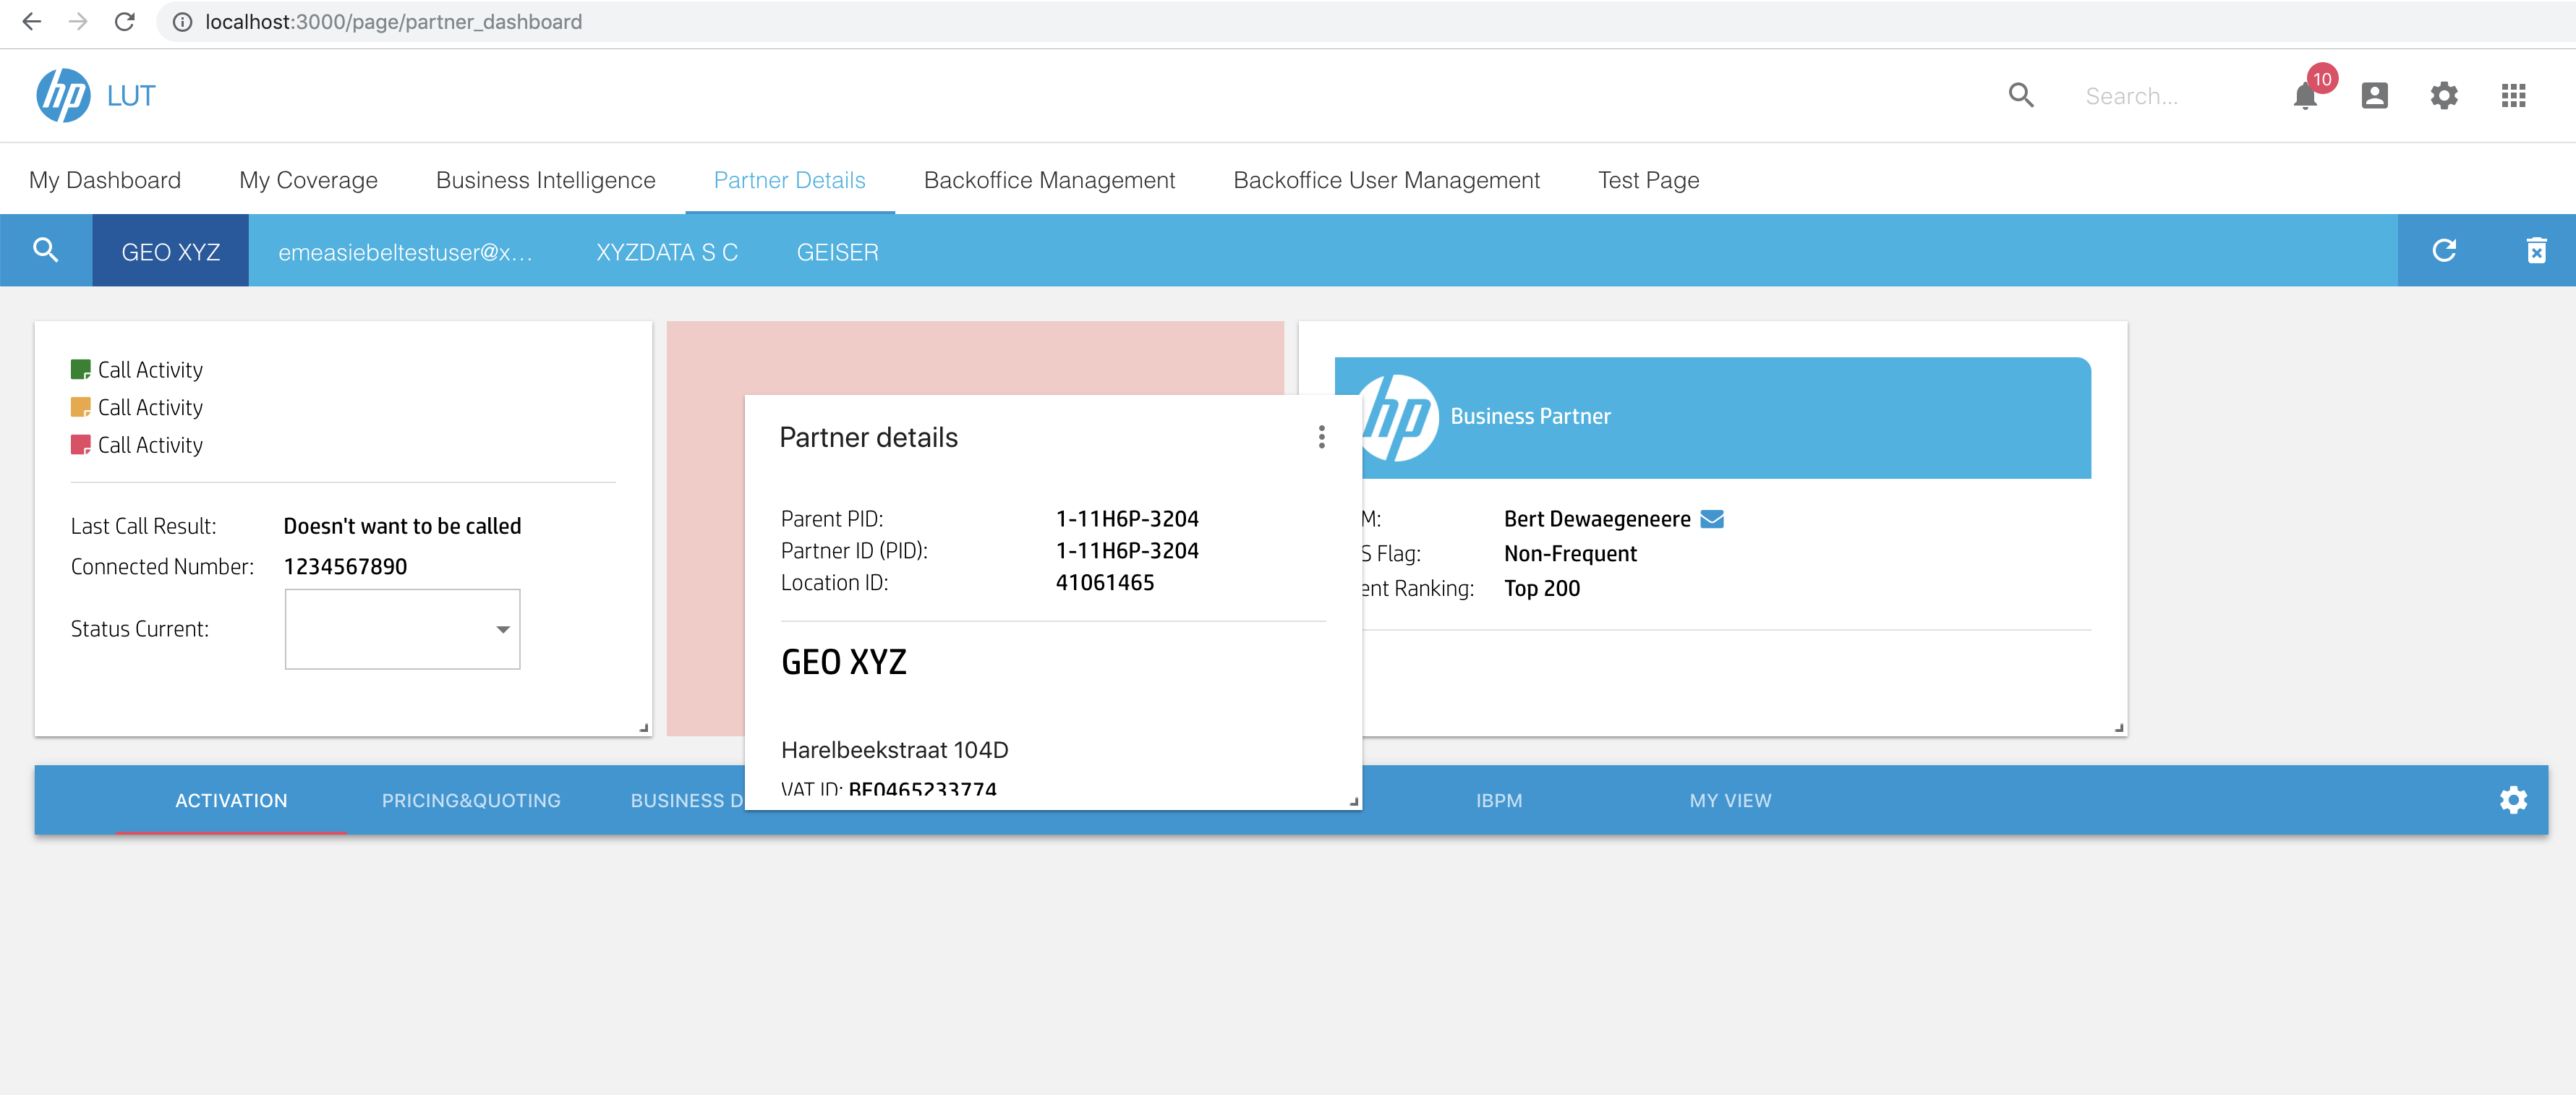 localhost:3000/page/partner_dashboard
hp LUT
Search...
10
My Dashboard My Coverage Business Intelligence Partner Details Backoffice Management Backoffice User Management Test Page
GEO XYZ emeasiebeltestuser@x... XYZDATA S C GEISER
Call Activity
Call Activity
Call Activity
Last Call Result: Doesn't want to be called
Connected Number: 1234567890
Status Current:
Partner details
Parent PID: 1-11H6P-3204
Partner ID (PID): 1-11H6P-3204
Location ID: 41061465
GEO XYZ
Harelbeekstraat 104D
VAT ID: BE0465233774
hp Business Partner
M: Bert Dewaegeneere
S Flag: Non-Frequent
ent Ranking: Top 200
ACTIVATION PRICING&QUOTING BUSINESS D IBPM MY VIEW